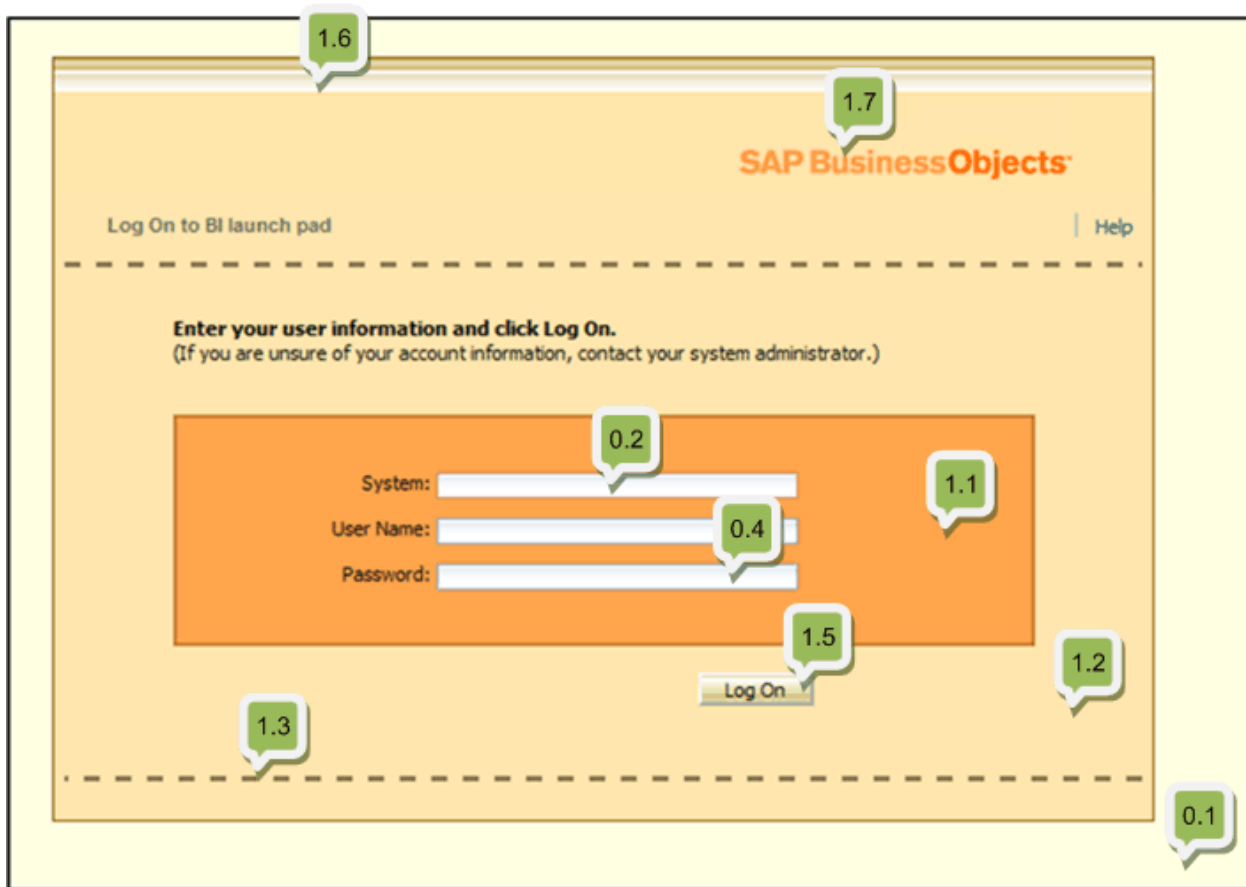 1.6
1.7
SAP BusinessObjects
Log On to BI launch pad
Help
Enter your user information and click Log On.
(If you are unsure of your account information, contact your system administrator.)
0.2
System:
1.1
User Name:
0.4
Password:
1.5
1.2
Log On
1.3
0.1